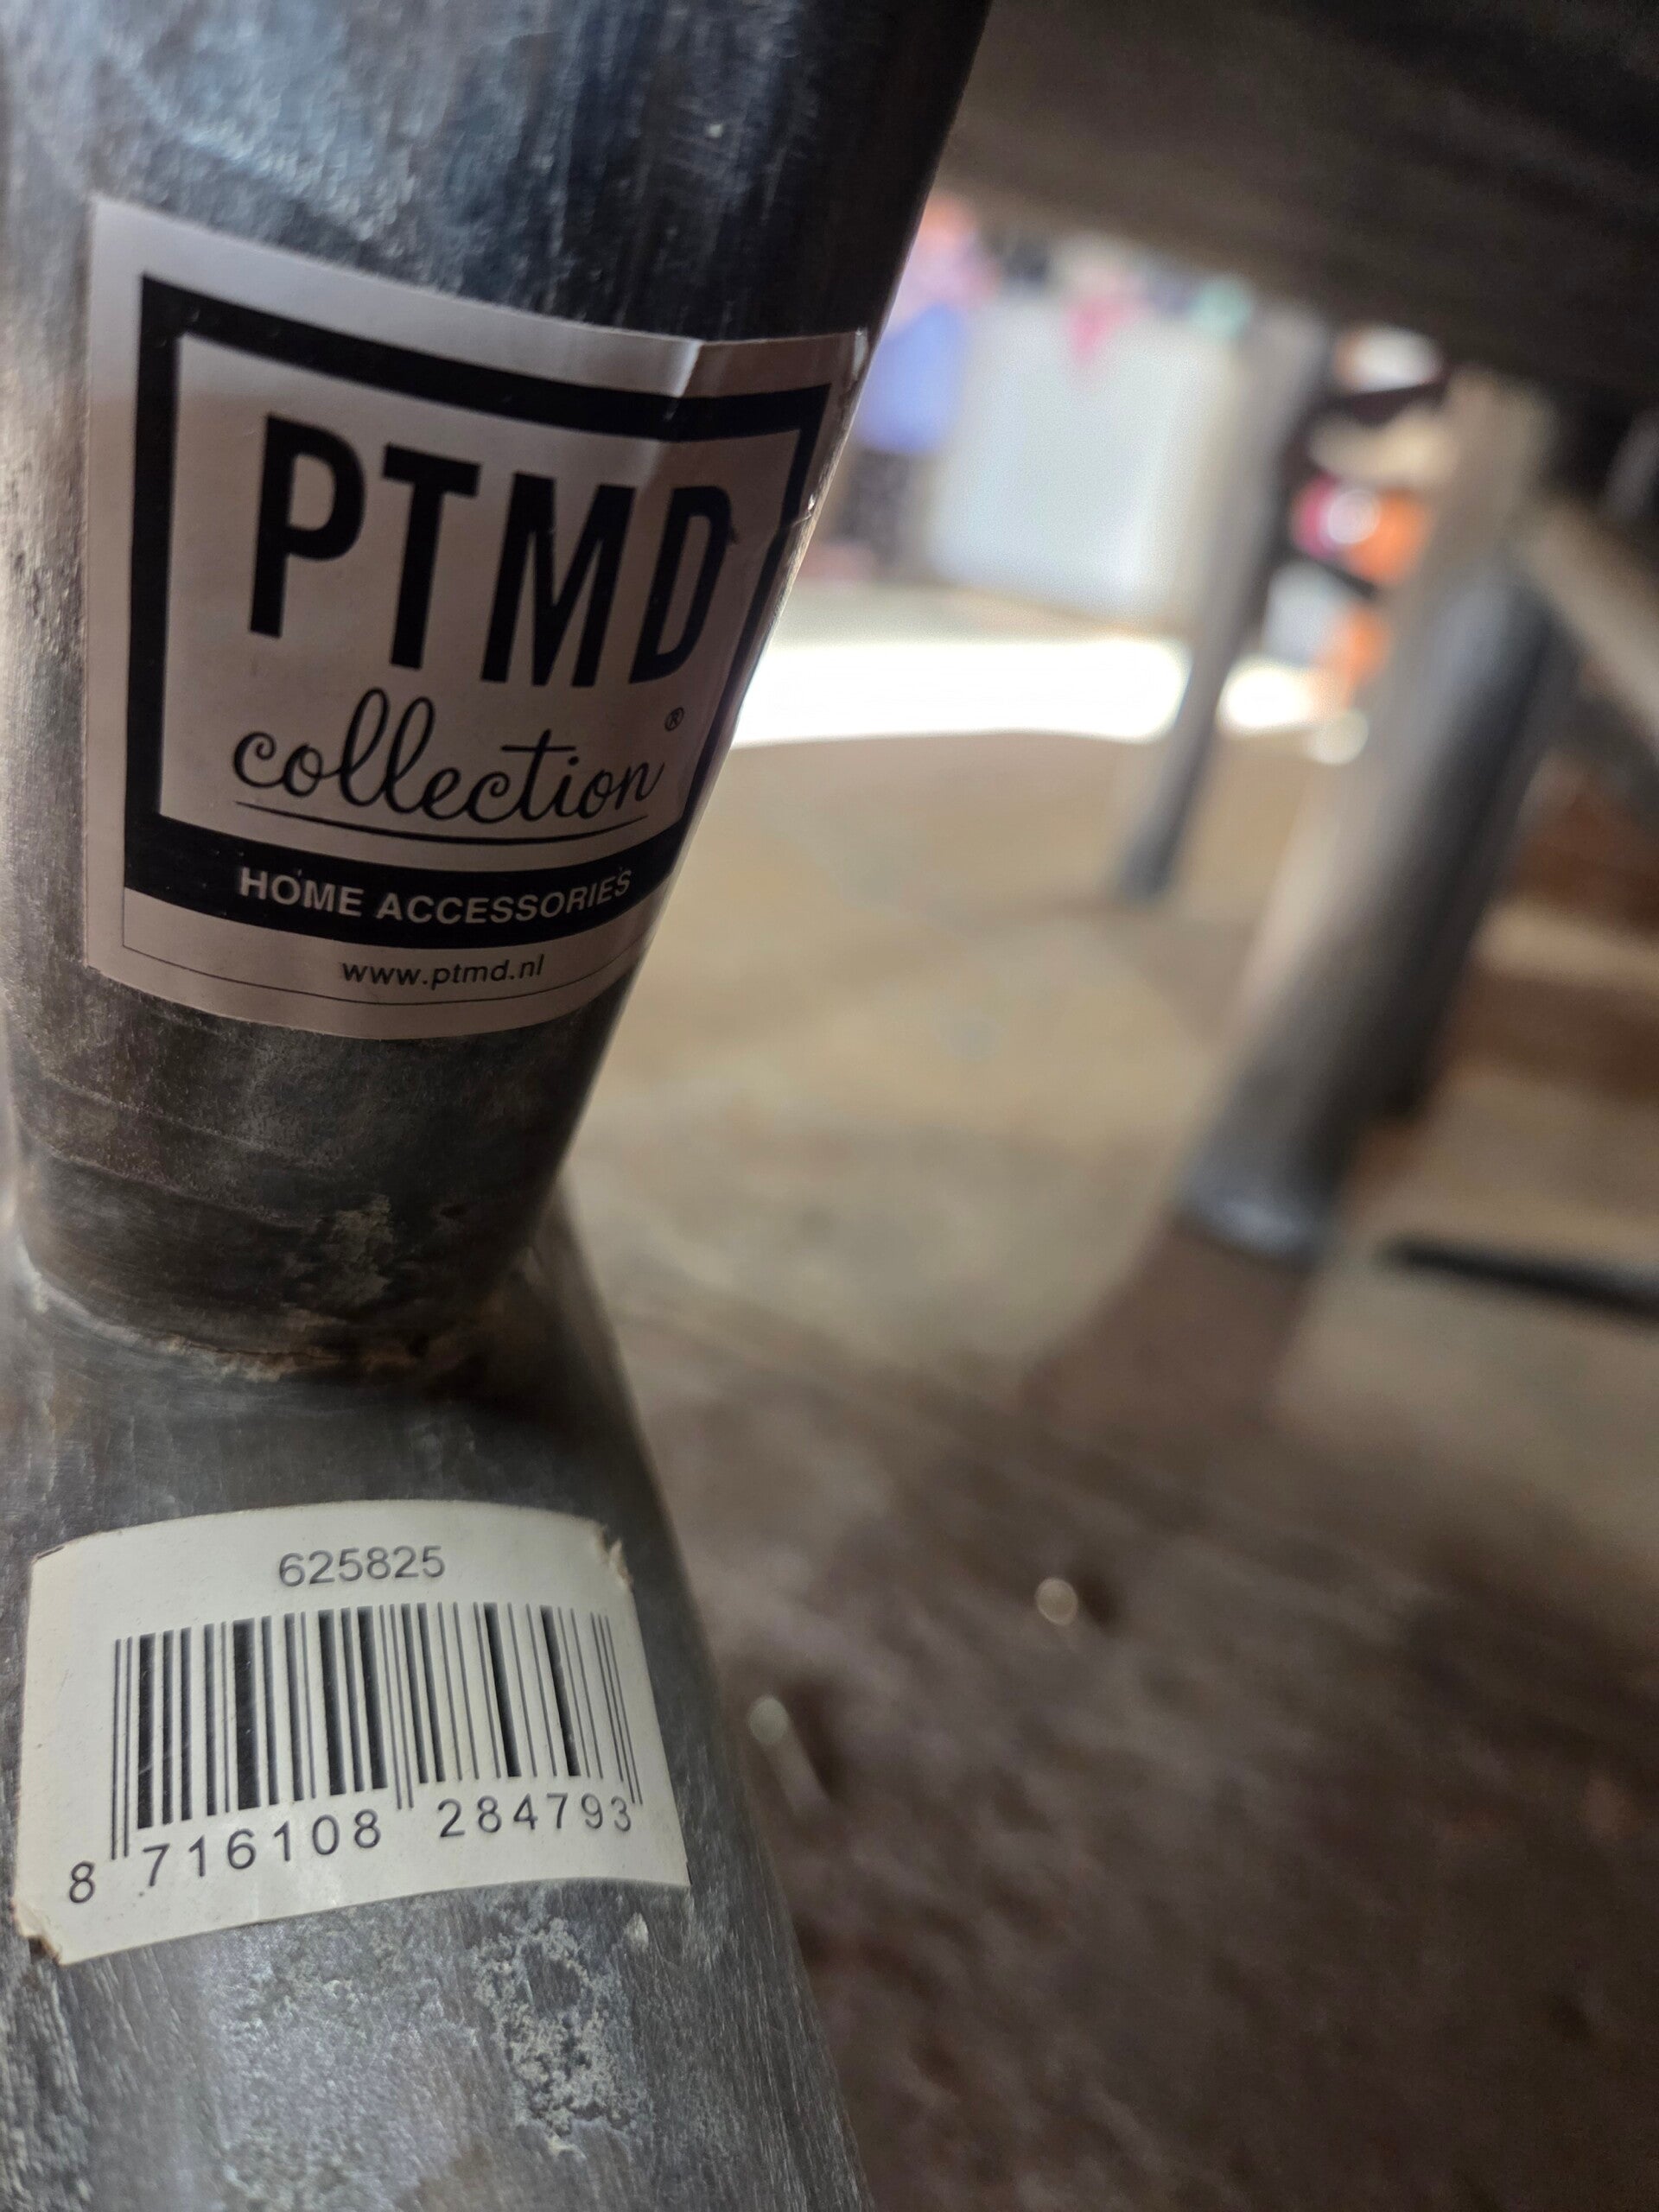 PTMD
collection®
HOME ACCESSORIES
www.ptmd.nl
625825
8 716108 284793